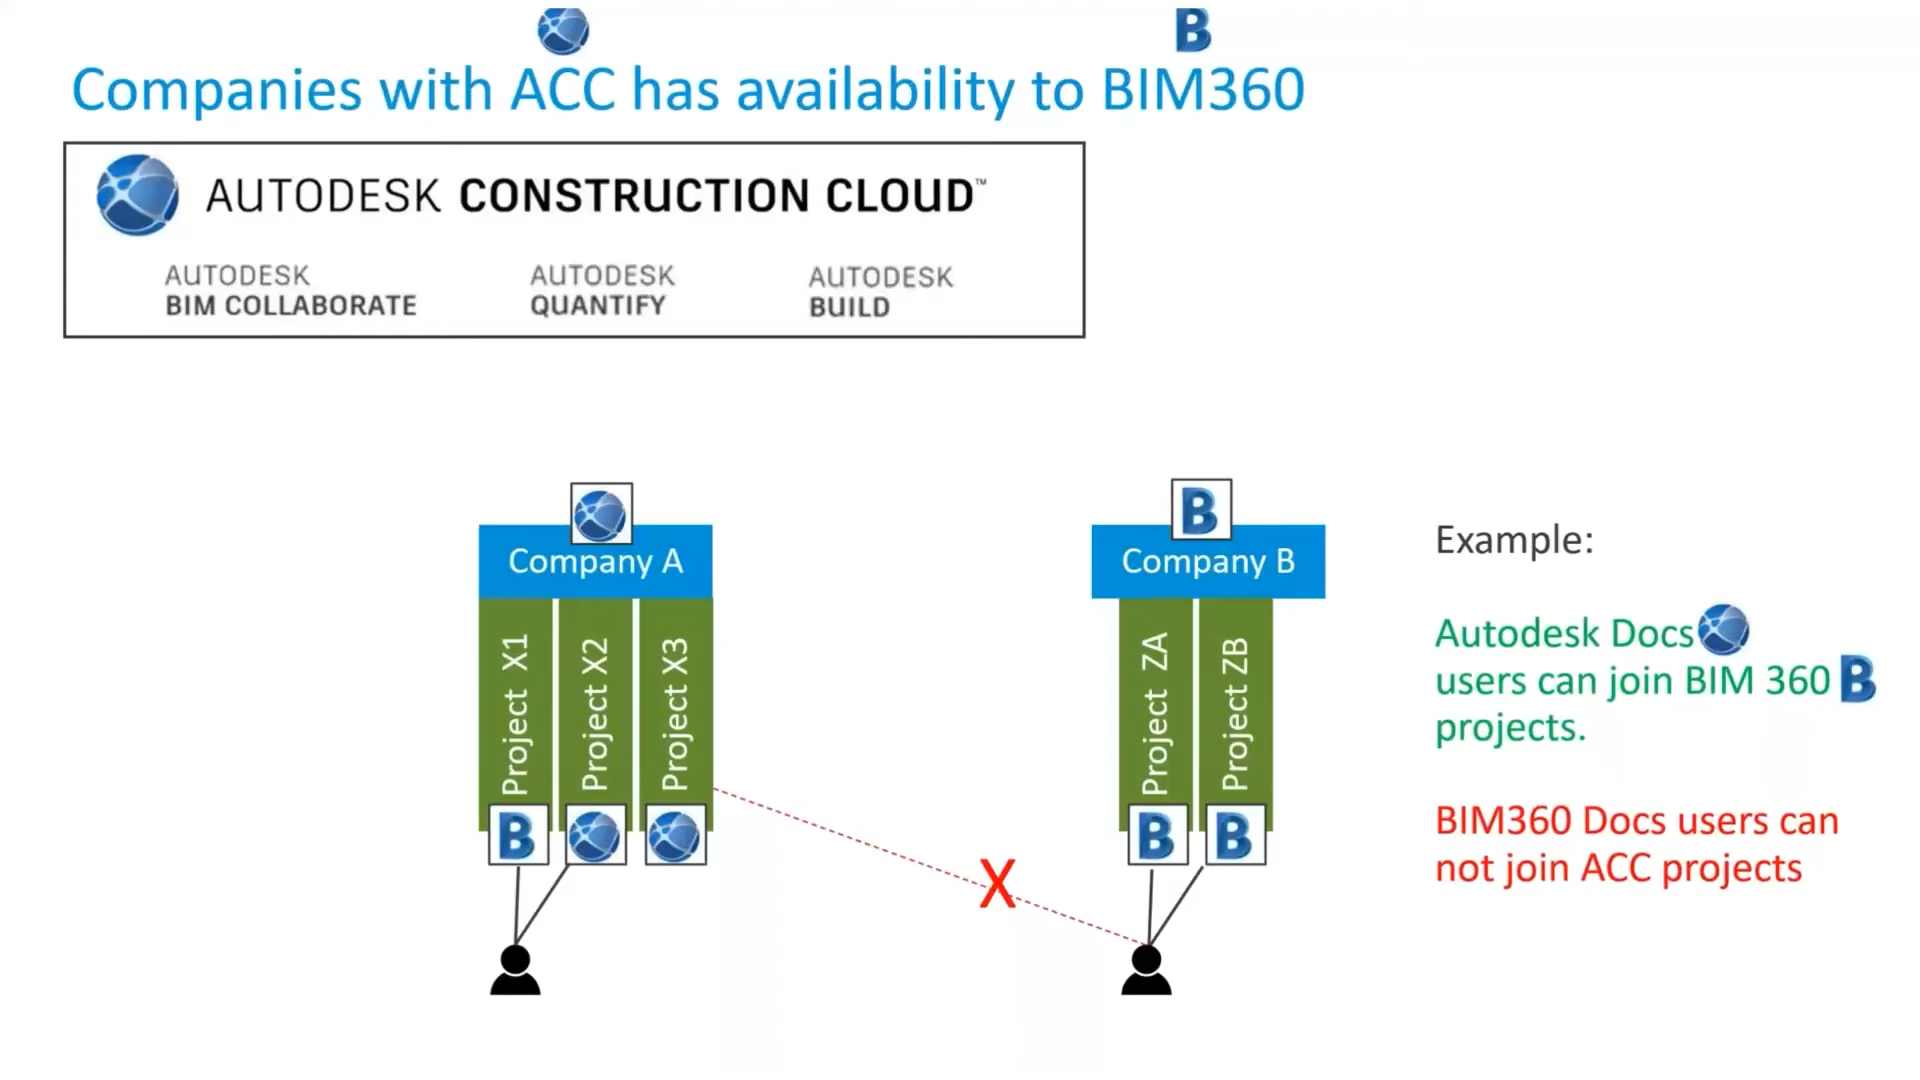 Companies with ACC has availability to BIM360
AUTODESK CONSTRUCTION CLOUD™
AUTODESK
BIM COLLABORATE
AUTODESK
QUANTIFY
AUTODESK
BUILD
Company A
Project X1
Project X2
Project X3
B
X
B
Company B
Project ZA
Project ZB
B
B
Example:
Autodesk Docs
users can join BIM 360 B
projects.
BIM360 Docs users can
not join ACC projects
B